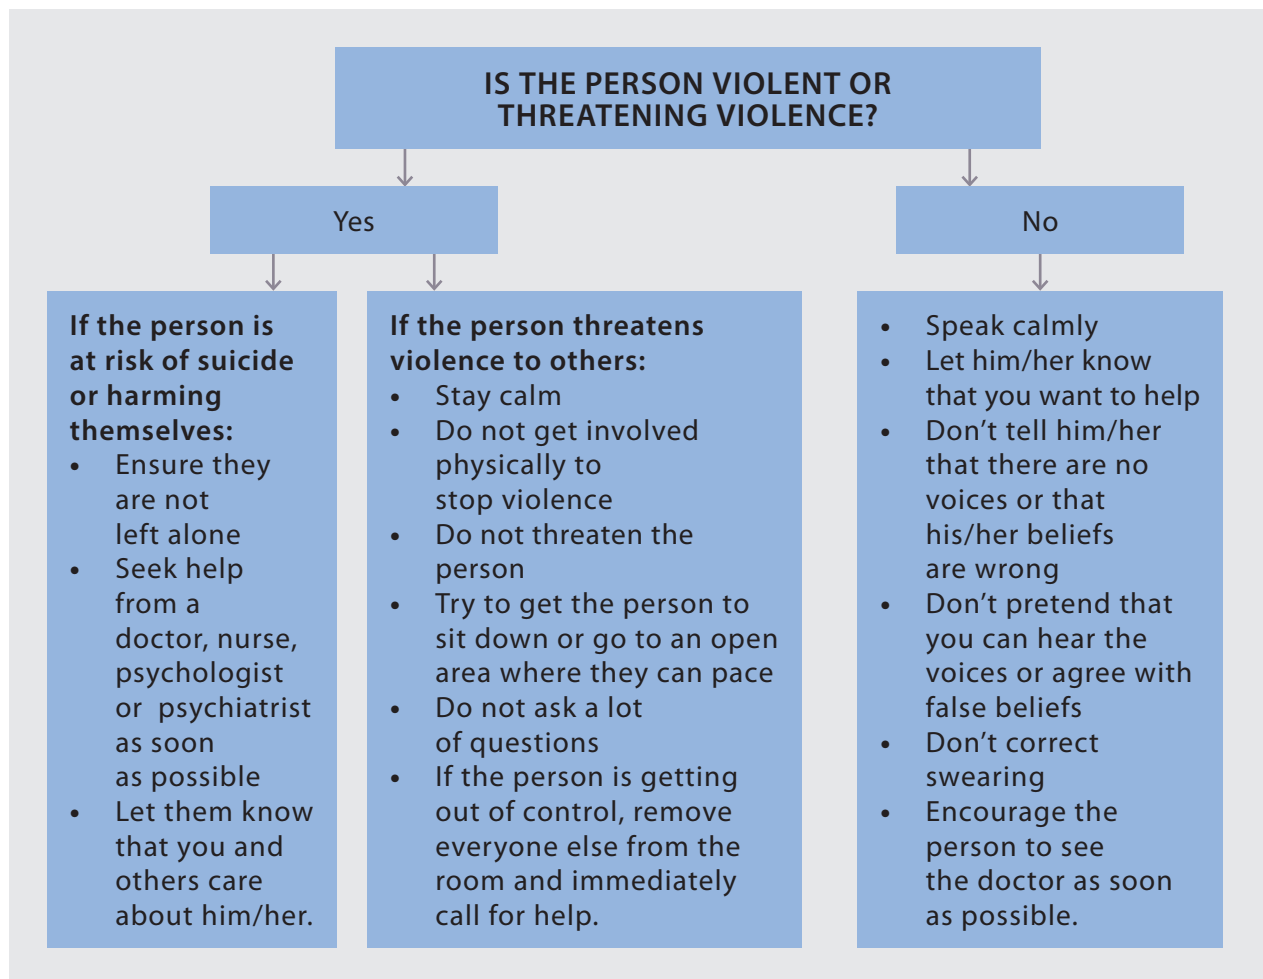 IS THE PERSON VIOLENT OR
THREATENING VIOLENCE?
Yes
No
If the person is
at risk of suicide
or harming
themselves:
• Ensure they
are not
left alone
• Seek help
from a
doctor, nurse,
psychologist
or psychiatrist
as soon
as possible
• Let them know
that you and
others care
about him/her.
If the person threatens
violence to others:
• Stay calm
• Do not get involved
physically to
stop violence
• Do not threaten the
person
• Try to get the person to
sit down or go to an open
area where they can pace
• Do not ask a lot
of questions
• If the person is getting
out of control, remove
everyone else from the
room and immediately
call for help.
• Speak calmly
• Let him/her know
that you want to help
• Don’t tell him/her
that there are no
voices or that
his/her beliefs
are wrong
• Don’t pretend that
you can hear the
voices or agree with
false beliefs
• Don’t correct
swearing
• Encourage the
person to see
the doctor as soon
as possible.